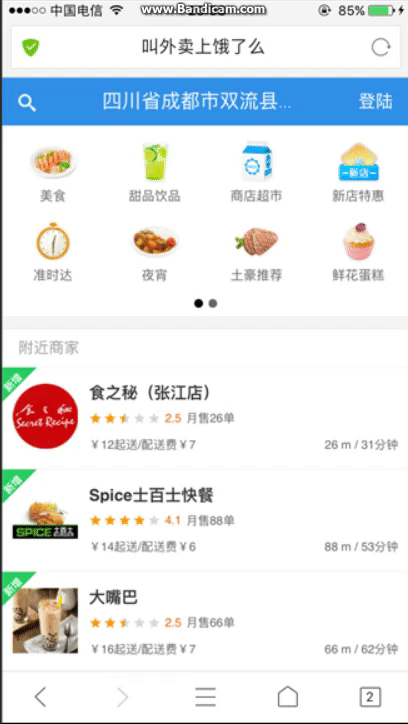 中国电信 www.Bandicam.com 85%
叫外卖上饿了么
四川省成都市双流县... 登陆
美食 甜品饮品 商店超市 新店特惠
新店
准时达 夜宵 土豪推荐 鲜花蛋糕
附近商家
新增
食之秘（张江店）
食之秘
Secret Recipe
2.5 月售26单
¥12起送/配送费¥7 26 m / 31分钟
新增
Spice士百士快餐
SPICE士百士
4.1 月售88单
¥14起送/配送费¥6 88 m / 53分钟
新增
大嘴巴
2.5 月售66单
¥16起送/配送费¥7 66 m / 62分钟
2